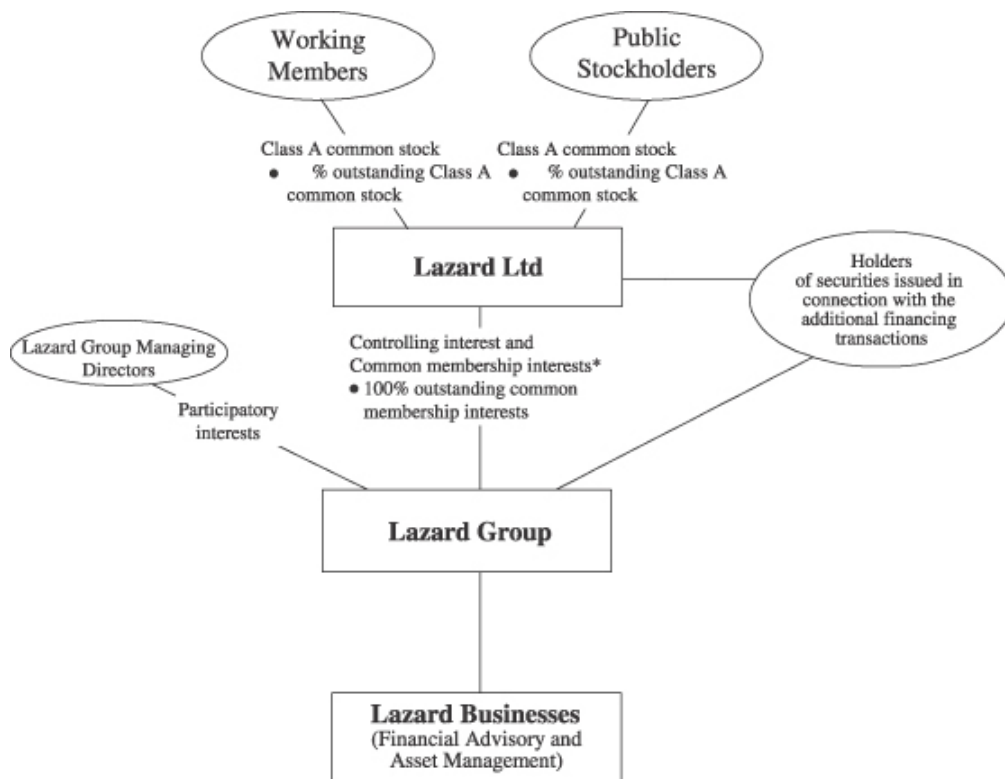 Working
Members
Public
Stockholders
Class A common stock
● % outstanding Class A
common stock
Class A common stock
● % outstanding Class A
common stock
Lazard Ltd
Holders
of securities issued in
connection with the
additional financing
transactions
Controlling interest and
Common membership interests*
● 100% outstanding common
membership interests
Lazard Group Managing
Directors
Participatory
interests
Lazard Group
Lazard Businesses
(Financial Advisory and
Asset Management)